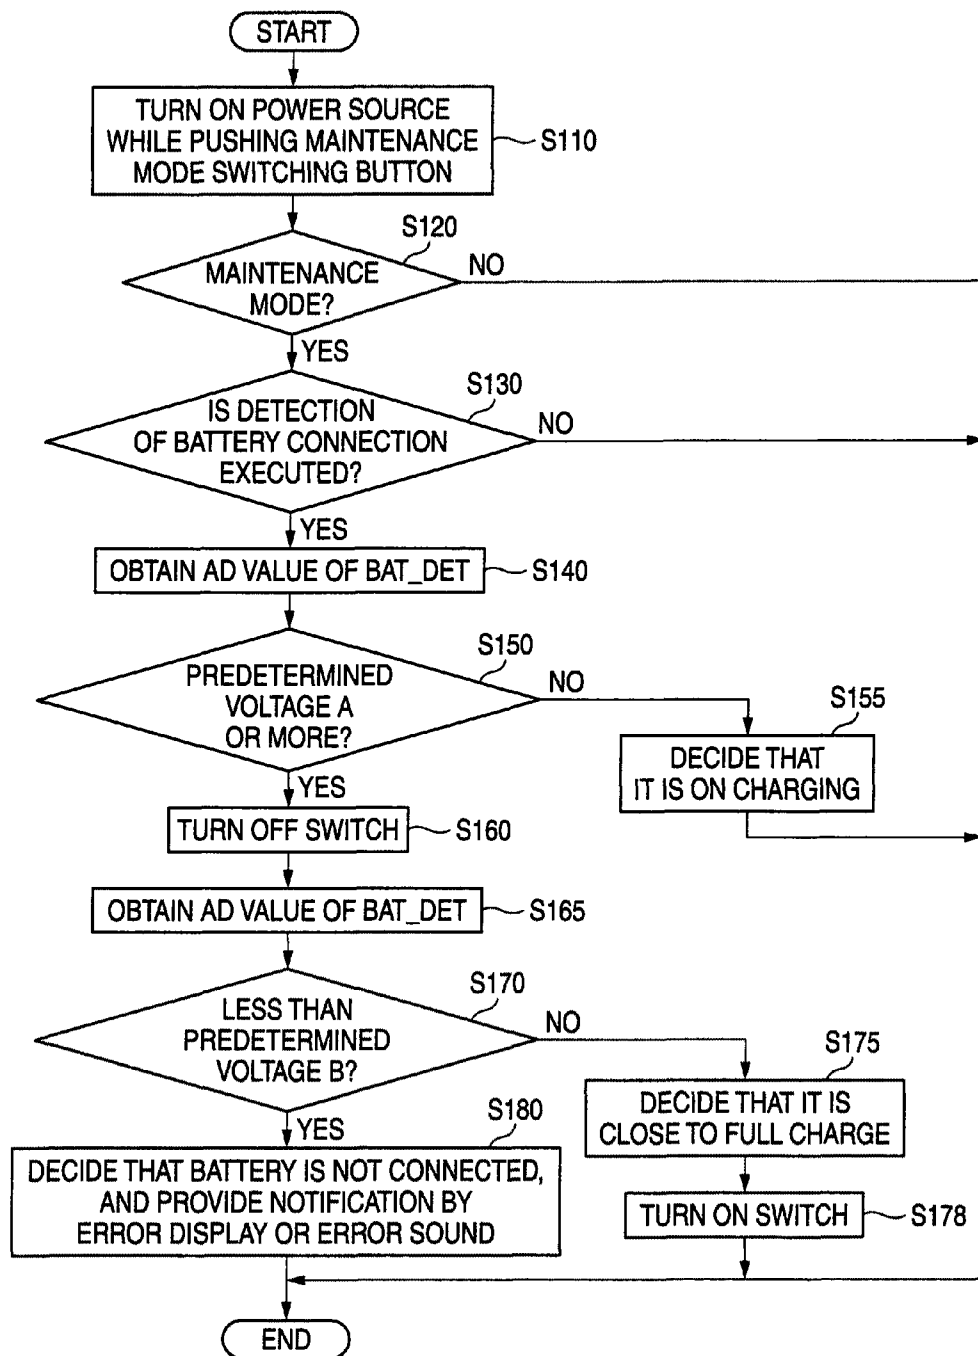 START
TURN ON POWER SOURCE
WHILE PUSHING MAINTENANCE
MODE SWITCHING BUTTON
S110
S120
MAINTENANCE
MODE?
NO
YES
S130
IS DETECTION
OF BATTERY CONNECTION
EXECUTED?
NO
YES
OBTAIN AD VALUE OF BAT_DET
S140
S150
PREDETERMINED
VOLTAGE A
OR MORE?
NO
YES
S155
DECIDE THAT
IT IS ON CHARGING
TURN OFF SWITCH
S160
OBTAIN AD VALUE OF BAT_DET
S165
S170
LESS THAN
PREDETERMINED
VOLTAGE B?
NO
YES
S175
DECIDE THAT IT IS
CLOSE TO FULL CHARGE
S180
DECIDE THAT BATTERY IS NOT CONNECTED,
AND PROVIDE NOTIFICATION BY
ERROR DISPLAY OR ERROR SOUND
TURN ON SWITCH
S178
END